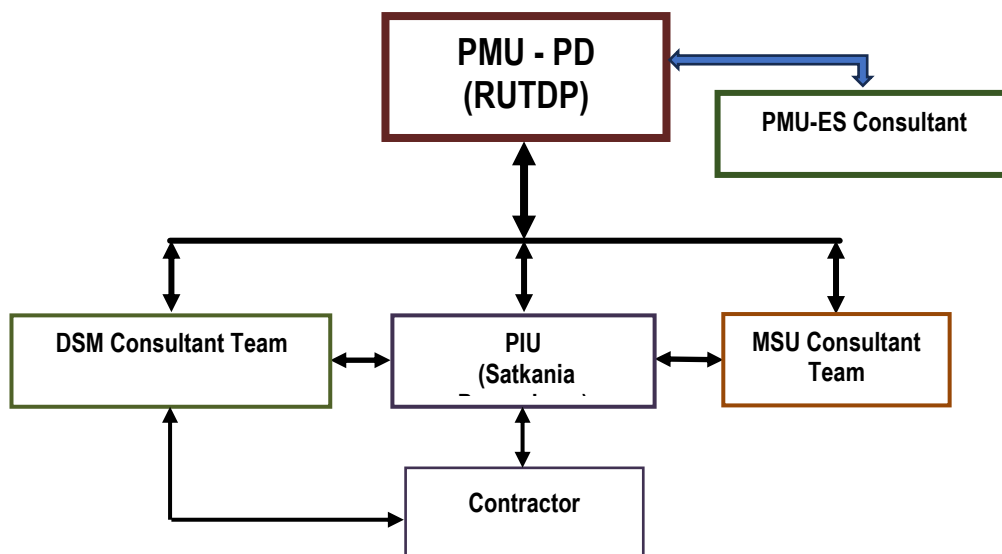 PMU - PD
(RUTDP)
PMU-ES Consultant
DSM Consultant Team
PIU
(Satkania
MSU Consultant
Team
Contractor